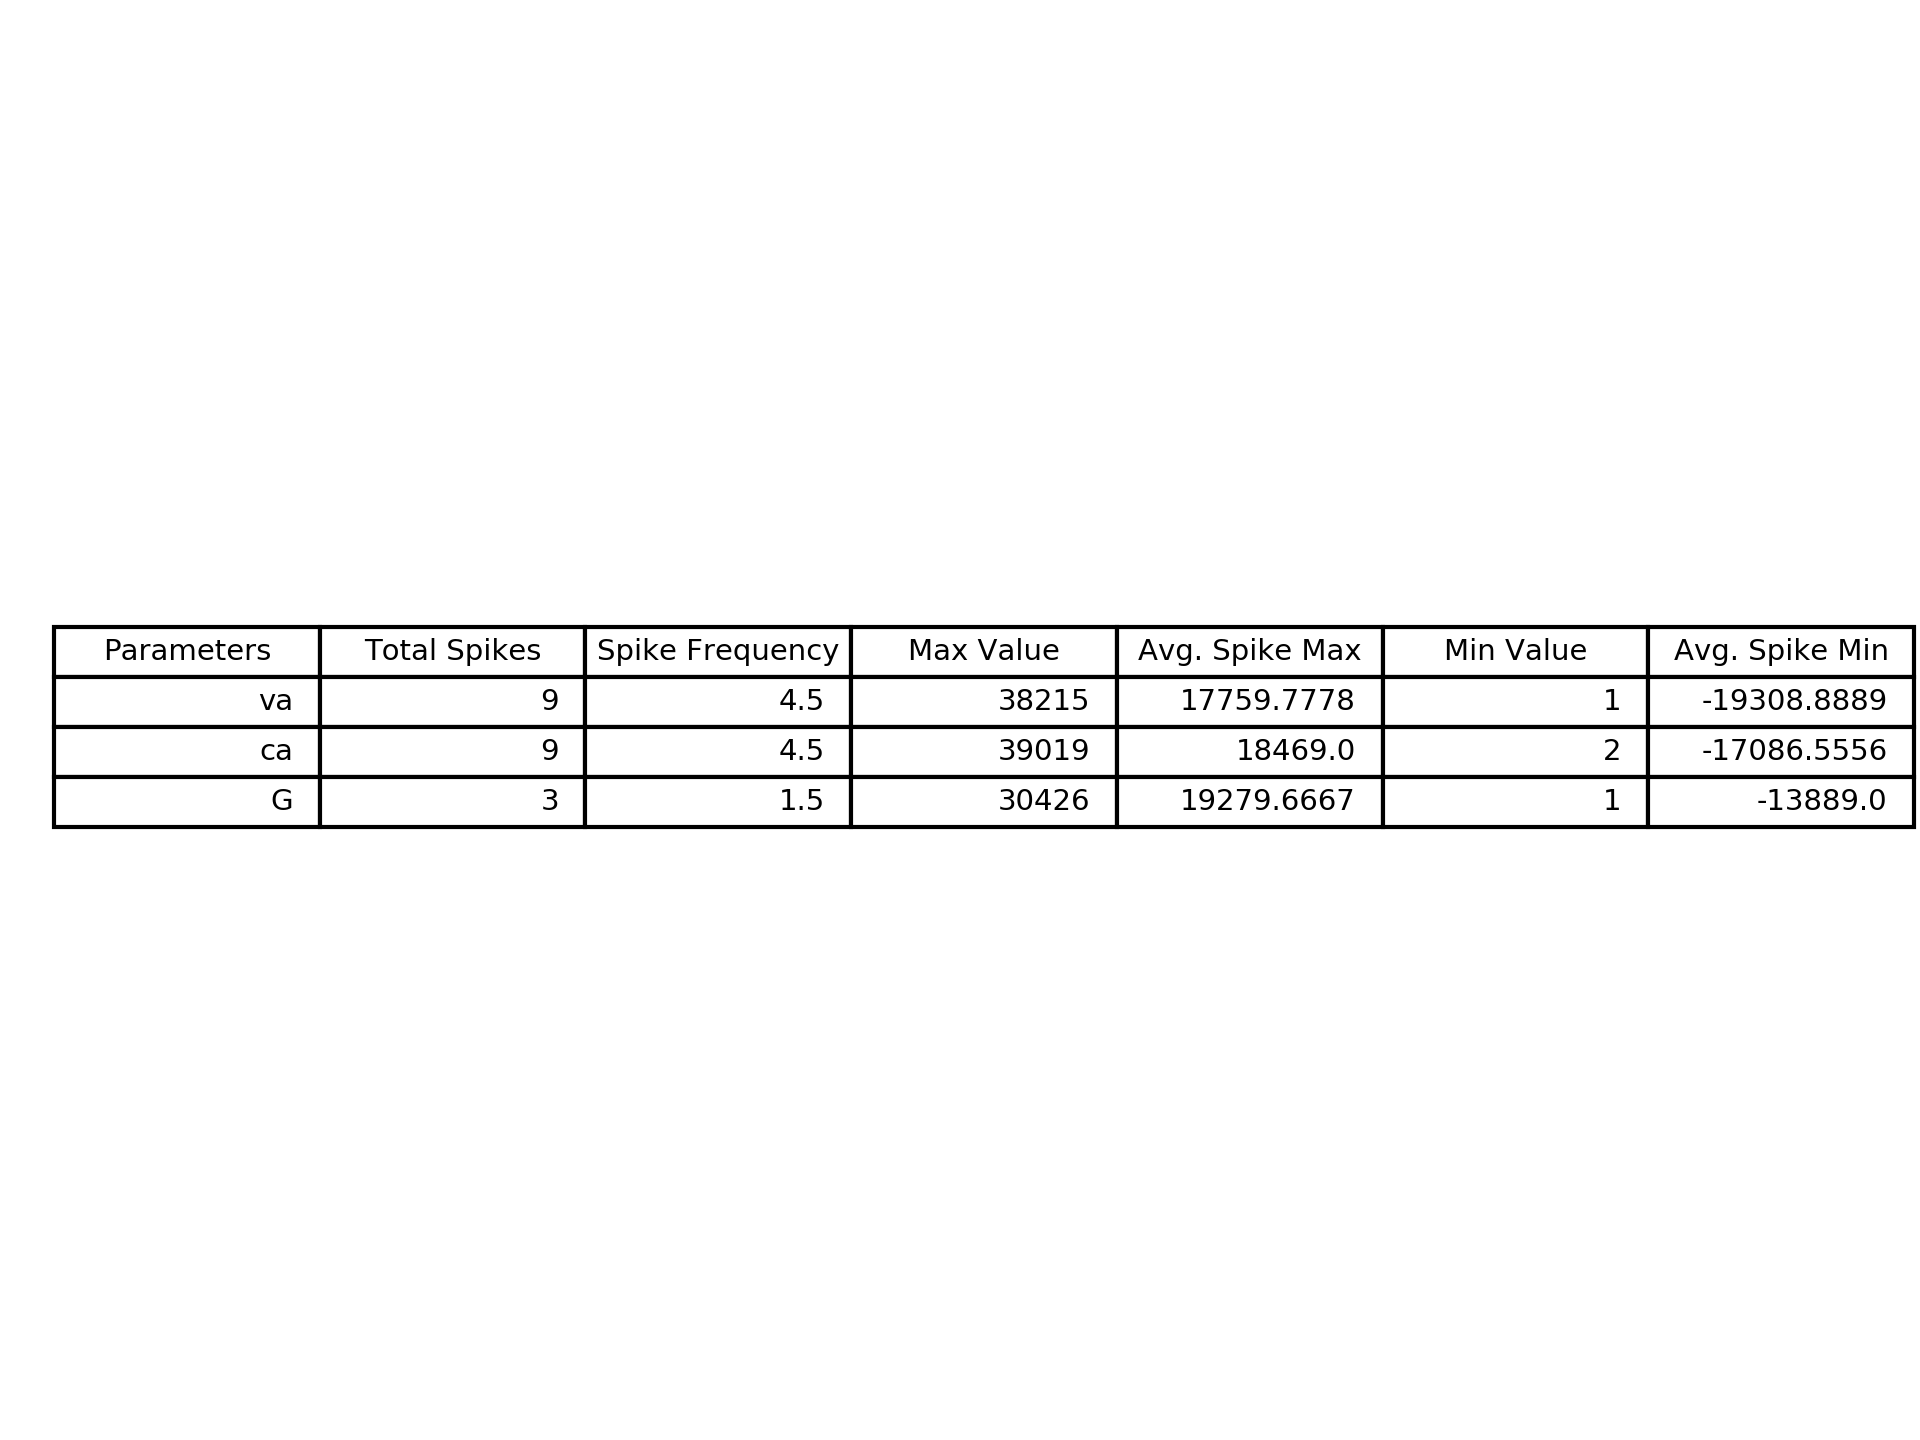 Parameters Total Spikes Spike Frequency Max Value Avg. Spike Max Min Value Avg. Spike Min
va 9 4.5 38215 17759.7778 1 -19308.8889
ca 9 4.5 39019 18469.0 2 -17086.5556
G 3 1.5 30426 19279.6667 1 -13889.0